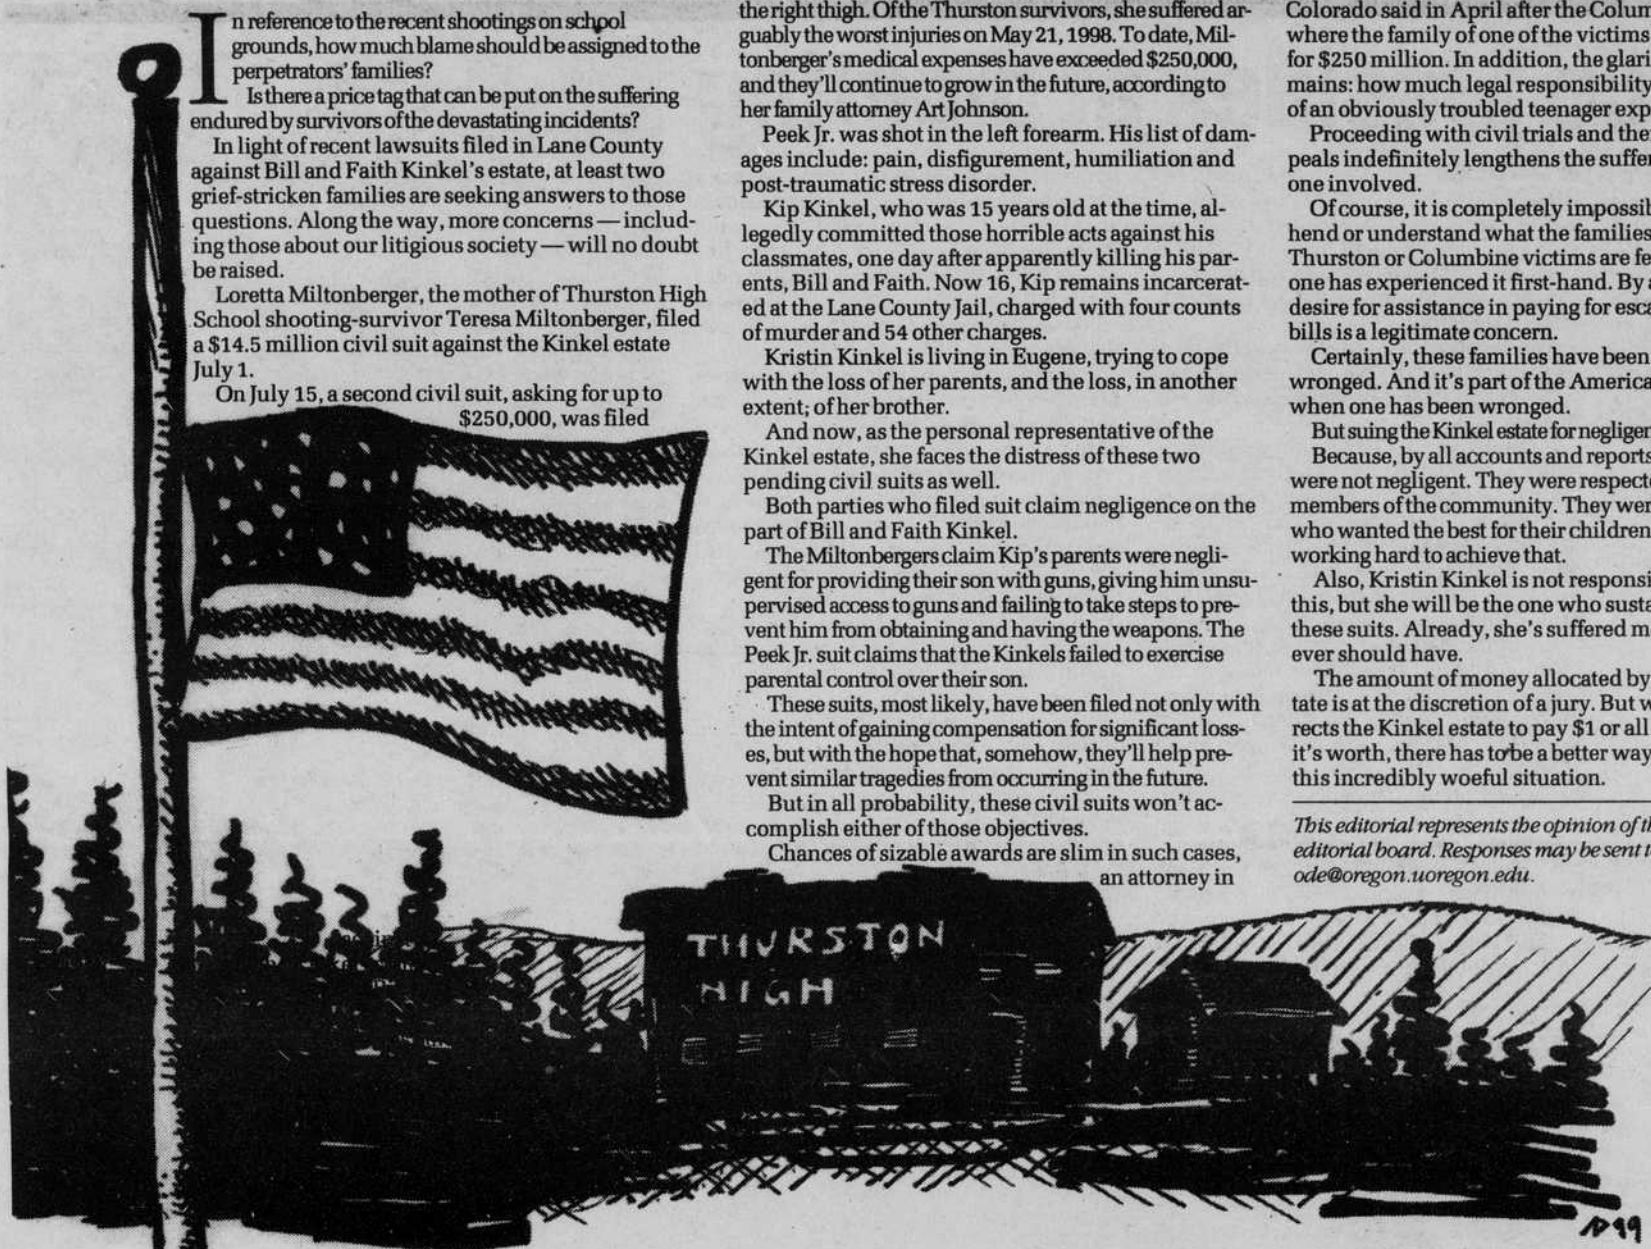 In reference to the recent shootings on school
grounds, how much blame should be assigned to the
perpetrators' families?
Is there a price tag that can be put on the suffering
endured by survivors of the devastating incidents?
In light of recent lawsuits filed in Lane County
against Bill and Faith Kinkel's estate, at least two
grief-stricken families are seeking answers to those
questions. Along the way, more concerns — includ-
ing those about our litigious society — will no doubt
be raised.
Loretta Miltonberger, the mother of Thurston High
School shooting-survivor Teresa Miltonberger, filed
a $14.5 million civil suit against the Kinkel estate
July 1.
On July 15, a second civil suit, asking for up to
$250,000, was filed
the right thigh. Of the Thurston survivors, she suffered ar-
guably the worst injuries on May 21, 1998. To date, Mil-
tonberger's medical expenses have exceeded $250,000,
and they'll continue to grow in the future, according to
her family attorney Art Johnson.
Peek Jr. was shot in the left forearm. His list of dam-
ages include: pain, disfigurement, humiliation and
post-traumatic stress disorder.
Kip Kinkel, who was 15 years old at the time, al-
legedly committed those horrible acts against his
classmates, one day after apparently killing his par-
ents, Bill and Faith. Now 16, Kip remains incarcerat-
ed at the Lane County Jail, charged with four counts
of murder and 54 other charges.
Kristin Kinkel is living in Eugene, trying to cope
with the loss of her parents, and the loss, in another
extent; of her brother.
And now, as the personal representative of the
Kinkel estate, she faces the distress of these two
pending civil suits as well.
Both parties who filed suit claim negligence on the
part of Bill and Faith Kinkel.
The Miltonbergers claim Kip's parents were negli-
gent for providing their son with guns, giving him unsu-
pervised access to guns and failing to take steps to pre-
vent him from obtaining and having the weapons. The
Peek Jr. suit claims that the Kinkels failed to exercise
parental control over their son.
These suits, most likely, have been filed not only with
the intent of gaining compensation for significant loss-
es, but with the hope that, somehow, they'll help pre-
vent similar tragedies from occurring in the future.
But in all probability, these civil suits won't ac-
complish either of those objectives.
Chances of sizable awards are slim in such cases,
an attorney in
Colorado said in April after the Colum
where the family of one of the victims
for $250 million. In addition, the glari
mains: how much legal responsibility
of an obviously troubled teenager exp
Proceeding with civil trials and the
peals indefinitely lengthens the suffe
one involved.
Of course, it is completely impossib
hend or understand what the families
Thurston or Columbine victims are fe
one has experienced it first-hand. By a
desire for assistance in paying for esca
bills is a legitimate concern.
Certainly, these families have been
wronged. And it's part of the America
when one has been wronged.
But suing the Kinkel estate for negligen
Because, by all accounts and reports
were not negligent. They were respect
members of the community. They wer
who wanted the best for their children
working hard to achieve that.
Also, Kristin Kinkel is not responsi
this, but she will be the one who susta
these suits. Already, she's suffered m
ever should have.
The amount of money allocated by
tate is at the discretion of a jury. But w
rects the Kinkel estate to pay $1 or all
it's worth, there has to be a better way
this incredibly woeful situation.
This editorial represents the opinion of th
editorial board. Responses may be sent t
ode@oregon.uoregon.edu.
THURSTON
HIGH